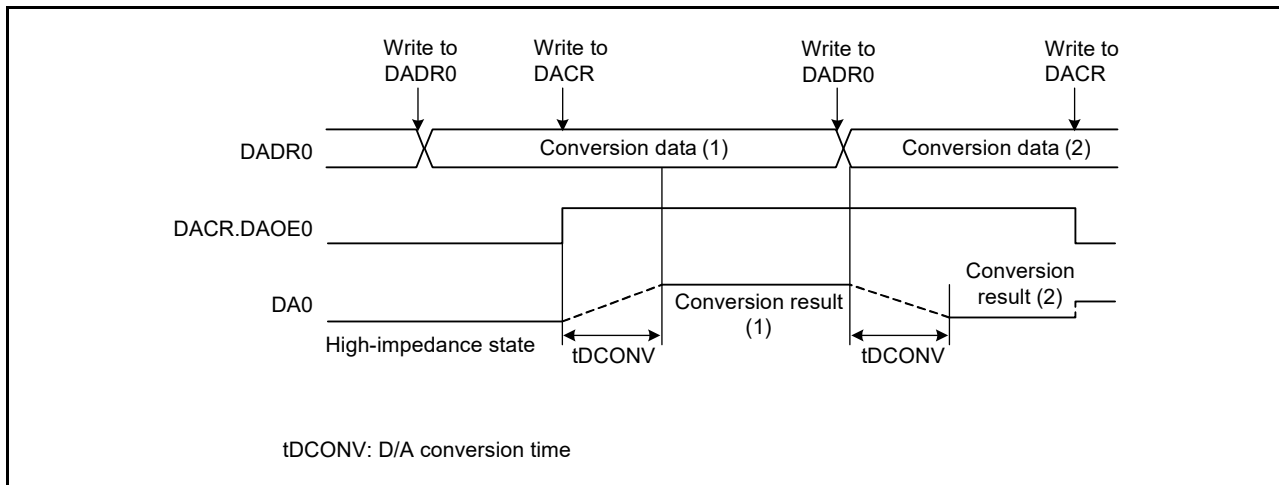 Write to
DADR0
Write to
DACR
Write to
DADR0
Write to
DACR
DADR0
Conversion data (1)
Conversion data (2)
DACR.DAOE0
DA0
Conversion result
(1)
Conversion
result (2)
High-impedance state
tDCONV
tDCONV
tDCONV: D/A conversion time